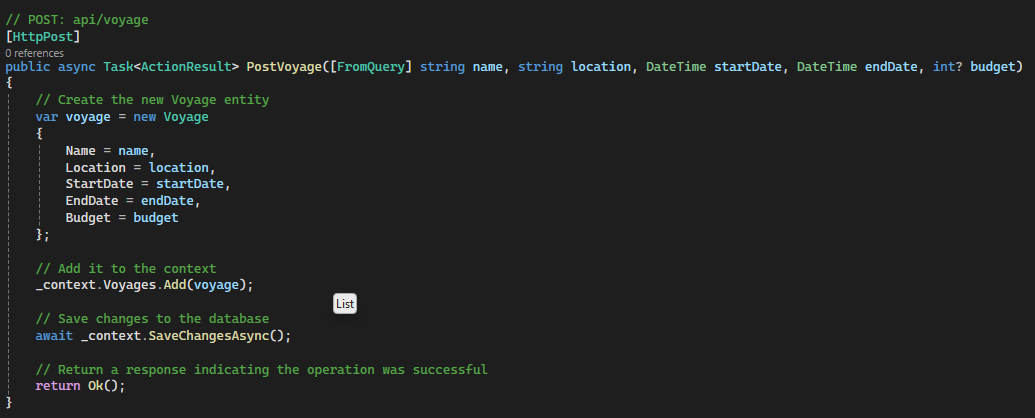 // POST: api/voyage
[HttpPost]
0 references
public async Task<ActionResult> PostVoyage([FromQuery] string name, string location, DateTime startDate, DateTime endDate, int? budget)
{
// Create the new Voyage entity
var voyage = new Voyage
{
Name = name,
Location = location,
StartDate = startDate,
EndDate = endDate,
Budget = budget
};
// Add it to the context
_context.Voyages.Add(voyage);
List
// Save changes to the database
await _context.SaveChangesAsync();
// Return a response indicating the operation was successful
return Ok();
}